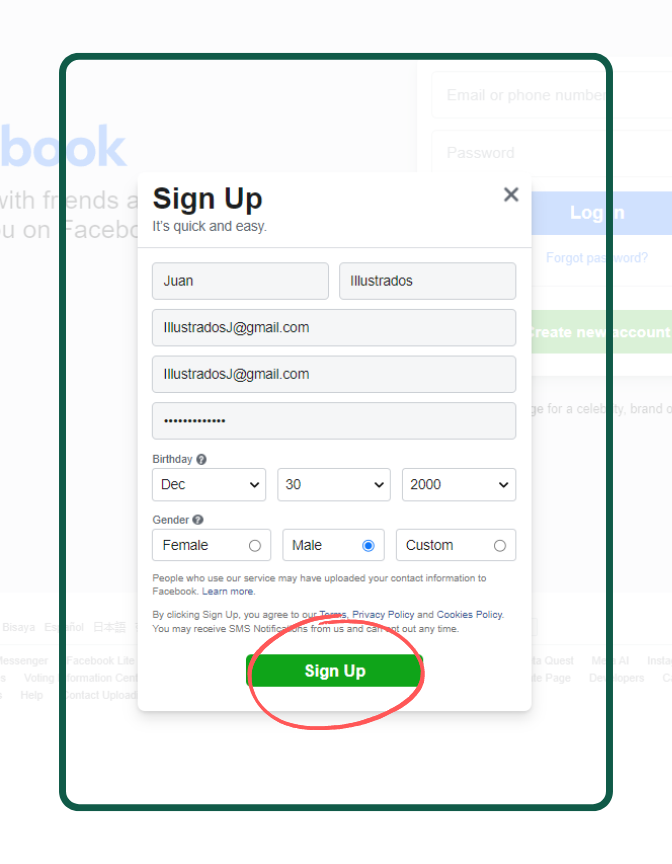 Email or phone number
book
Password
Sign Up
with friends a
It's quick and easy.
Log In
u on Facebo
Forgot password?
Juan
Illustrados
IllustradosJ@gmail.com
Create new account
IllustradosJ@gmail.com
ge for a celebrity, brand o
•••••••••••••
Birthday
Dec
30
2000
Gender
Female
Male
Custom
People who use our service may have uploaded your contact information to
Facebook. Learn more.
By clicking Sign Up, you agree to our Terms, Privacy Policy and Cookies Policy.
You may receive SMS Notifications from us and can opt out any time.
Bisaya Español 日本語
Messenger Facebook Lite
Meta Quest Meta AI Insta
Sign Up
Voting Information Cent
Developers
Help Contact Upload